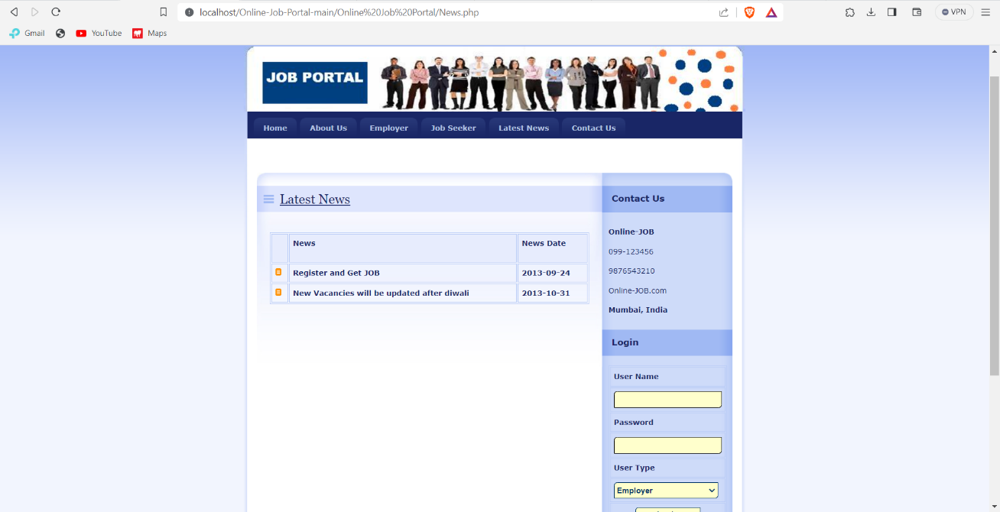 localhost/Online-Job-Portal-main/Online%20Job%20Portal/News.php
VPN
Gmail
YouTube
Maps
JOB PORTAL
Home About Us Employer Job Seeker Latest News Contact Us
Latest News
News News Date
Register and Get JOB 2013-09-24
New Vacancies will be updated after diwali 2013-10-31
Contact Us
Online-JOB
099-123456
9876543210
Online-JOB.com
Mumbai, India
Login
User Name
Password
User Type
Employer